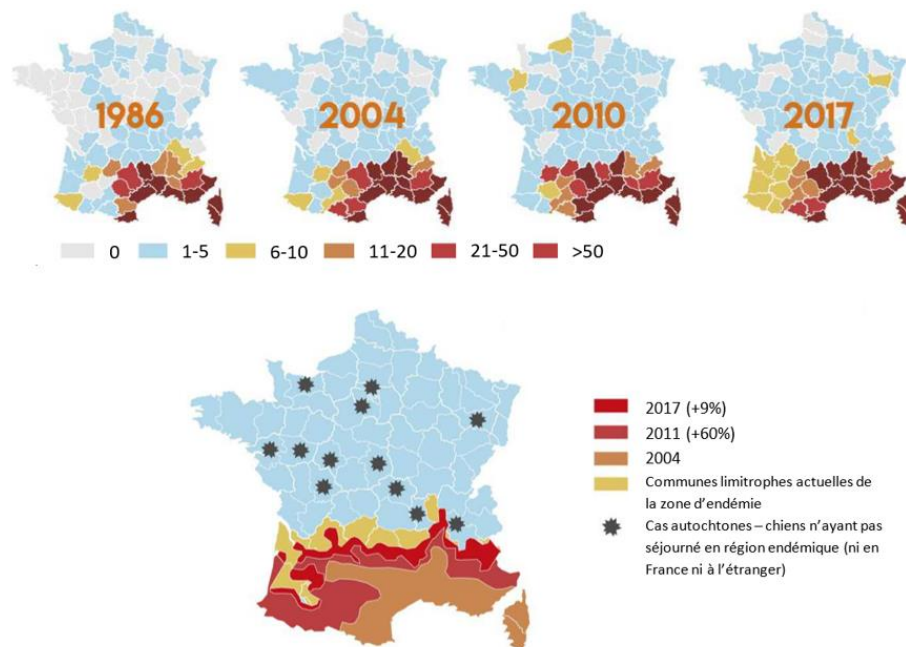 1986
2004
2010
2017
0
1-5
6-10
11-20
21-50
>50
2017 (+9%)
2011 (+60%)
2004
Communes limitrophes actuelles de
la zone d'endémie
Cas autochtones – chiens n'ayant pas
séjourné en région endémique (ni en
France ni à l'étranger)